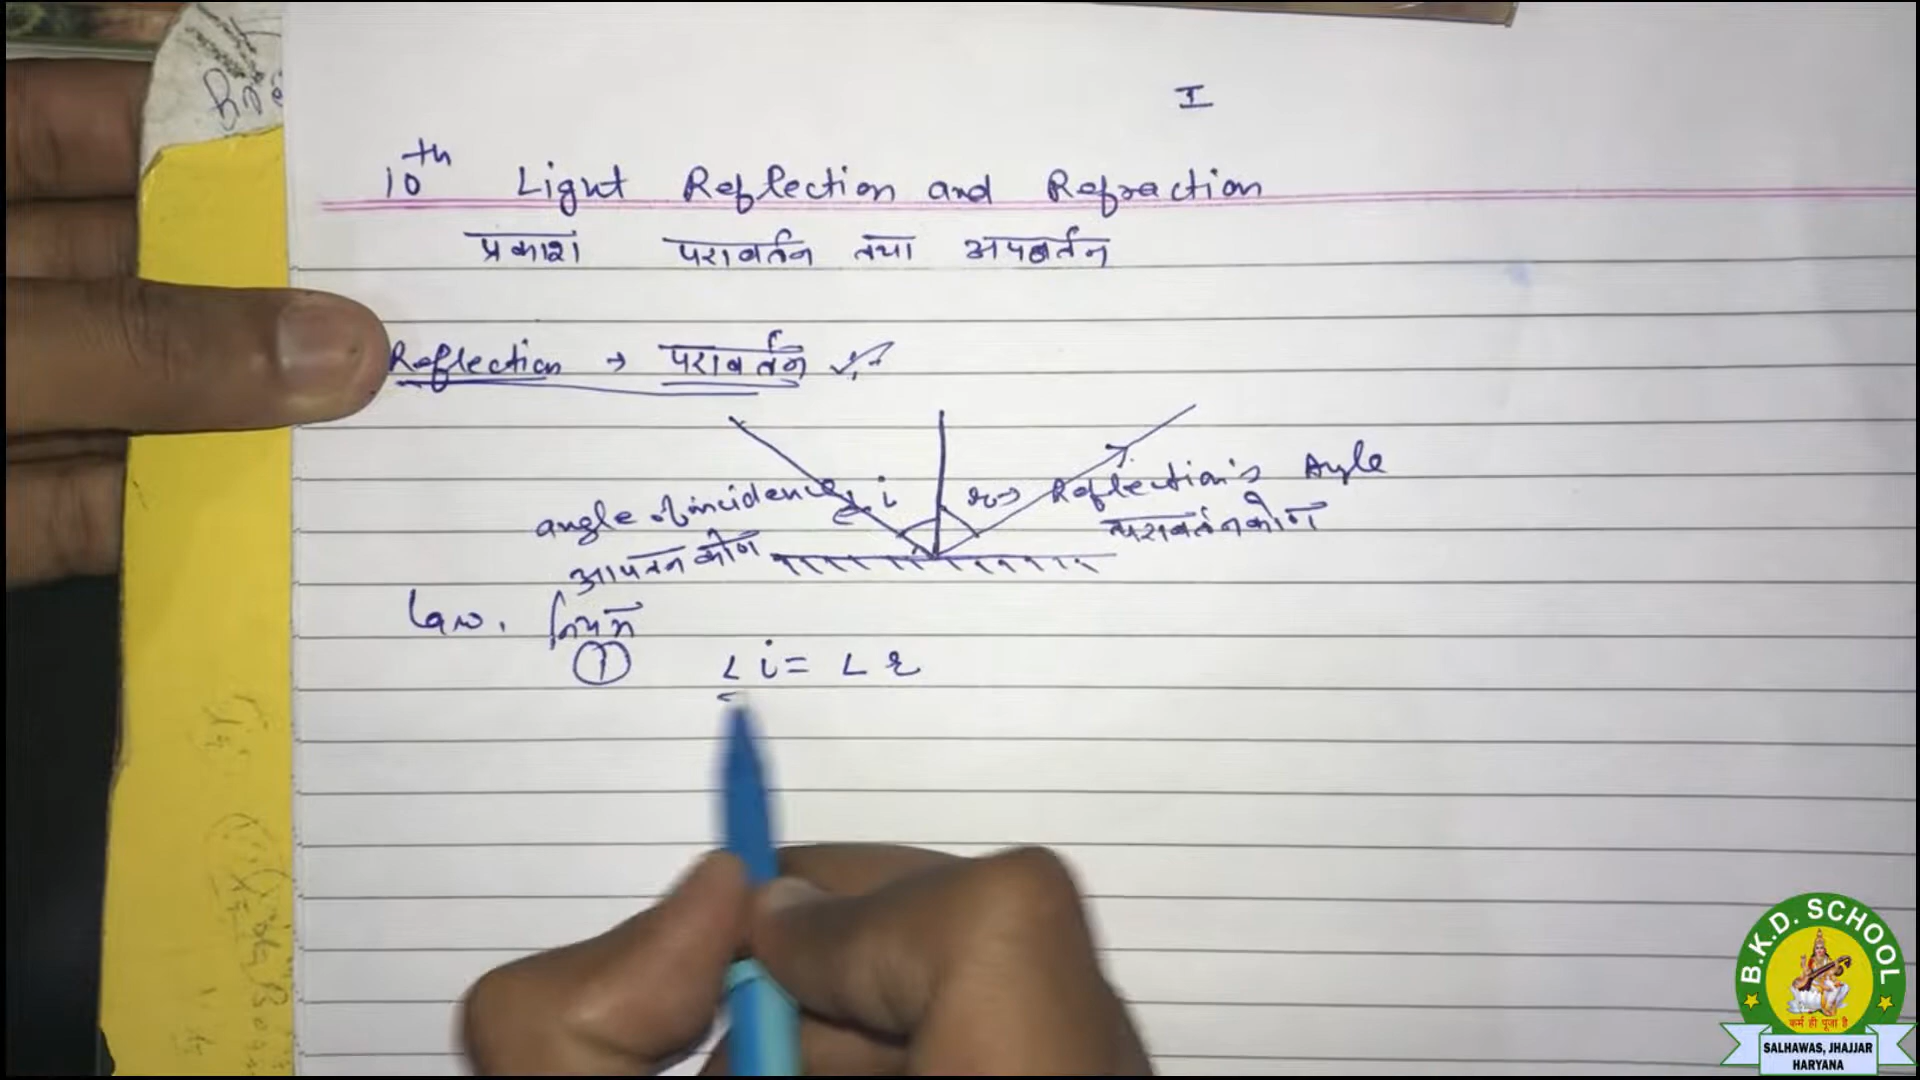 I
10th Light Reflection and Refraction
प्रकाश परावर्तन तथा अपवर्तन
Reflection → परावर्तन
angle of incidence i r→ Reflection's Angle
आपतन कोण परावर्तन कोण
Law. नियम
① ∠i = ∠r
B.K.D. SCHOOL
कर्म ही पूजा है
SALHAWAS, JHAJJAR
HARYANA